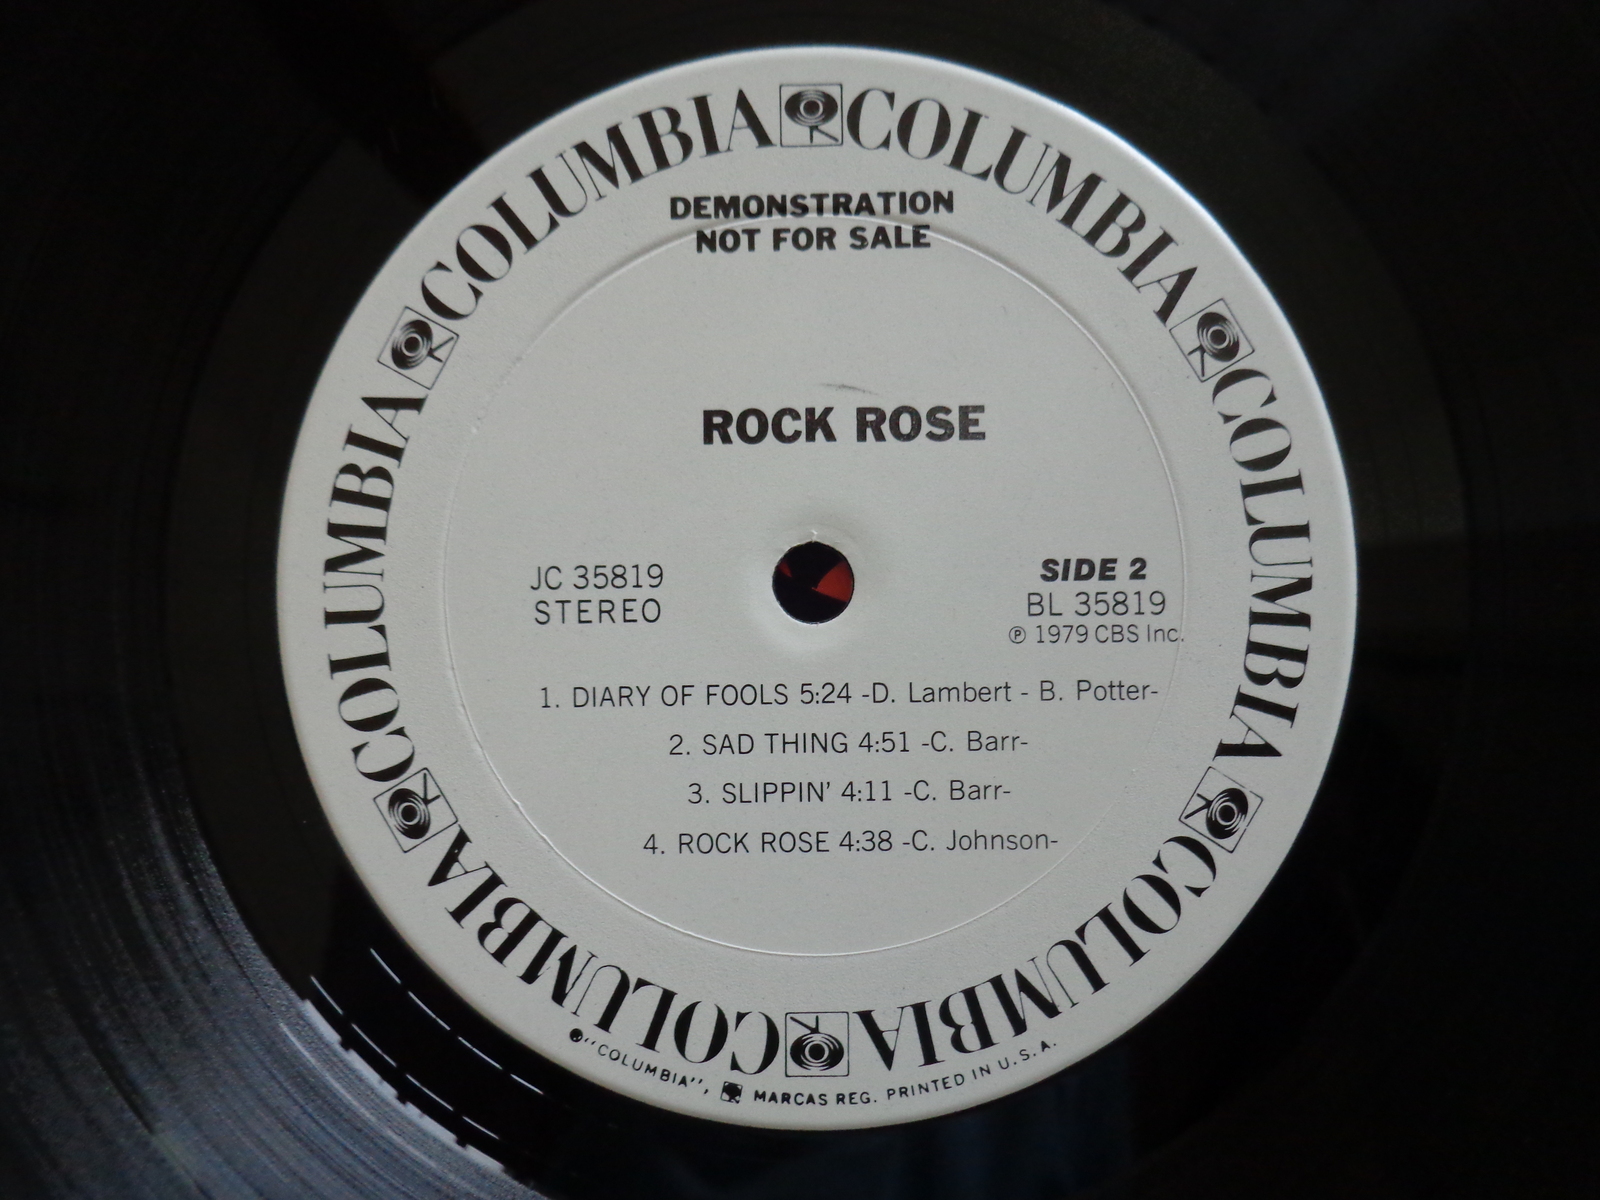 COLUMBIA COLUMBIA COLUMBIA COLUMBIA COLUMBIA COLUMBIA
DEMONSTRATION
NOT FOR SALE
ROCK ROSE
JC 35819
STEREO
SIDE 2
BL 35819
℗ 1979 CBS Inc.
1. DIARY OF FOOLS 5:24 -D. Lambert - B. Potter-
2. SAD THING 4:51 -C. Barr-
3. SLIPPIN' 4:11 -C. Barr-
4. ROCK ROSE 4:38 -C. Johnson-
"COLUMBIA", MARCAS REG. PRINTED IN U.S.A.